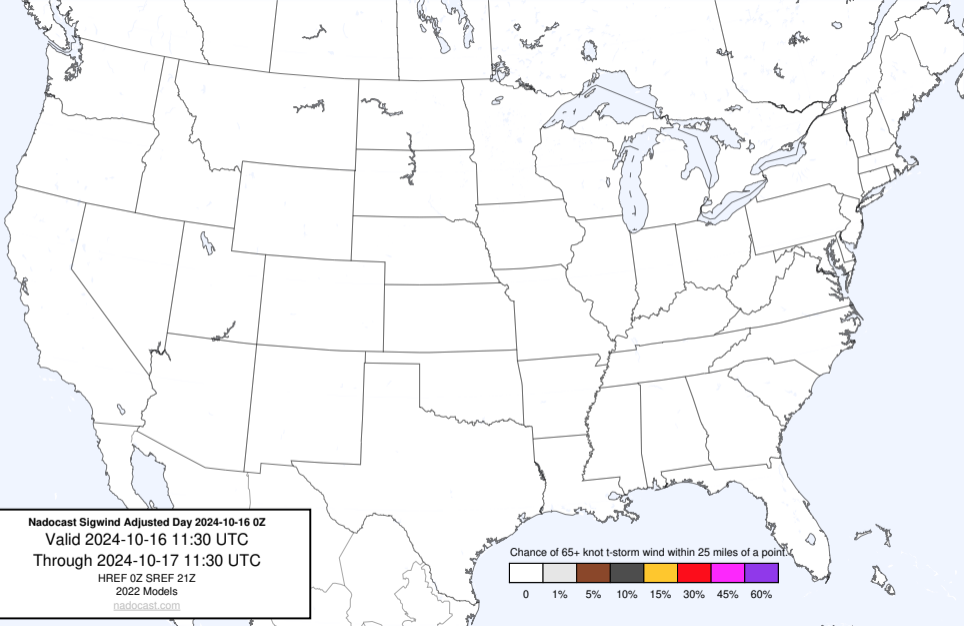 Nadocast Sigwind Adjusted Day 2024-10-16 0Z
Valid 2024-10-16 11:30 UTC
Through 2024-10-17 11:30 UTC
HREF 0Z SREF 21Z
2022 Models
nadocast.com
Chance of 65+ knot t-storm wind within 25 miles of a point.
0 1% 5% 10% 15% 30% 45% 60%